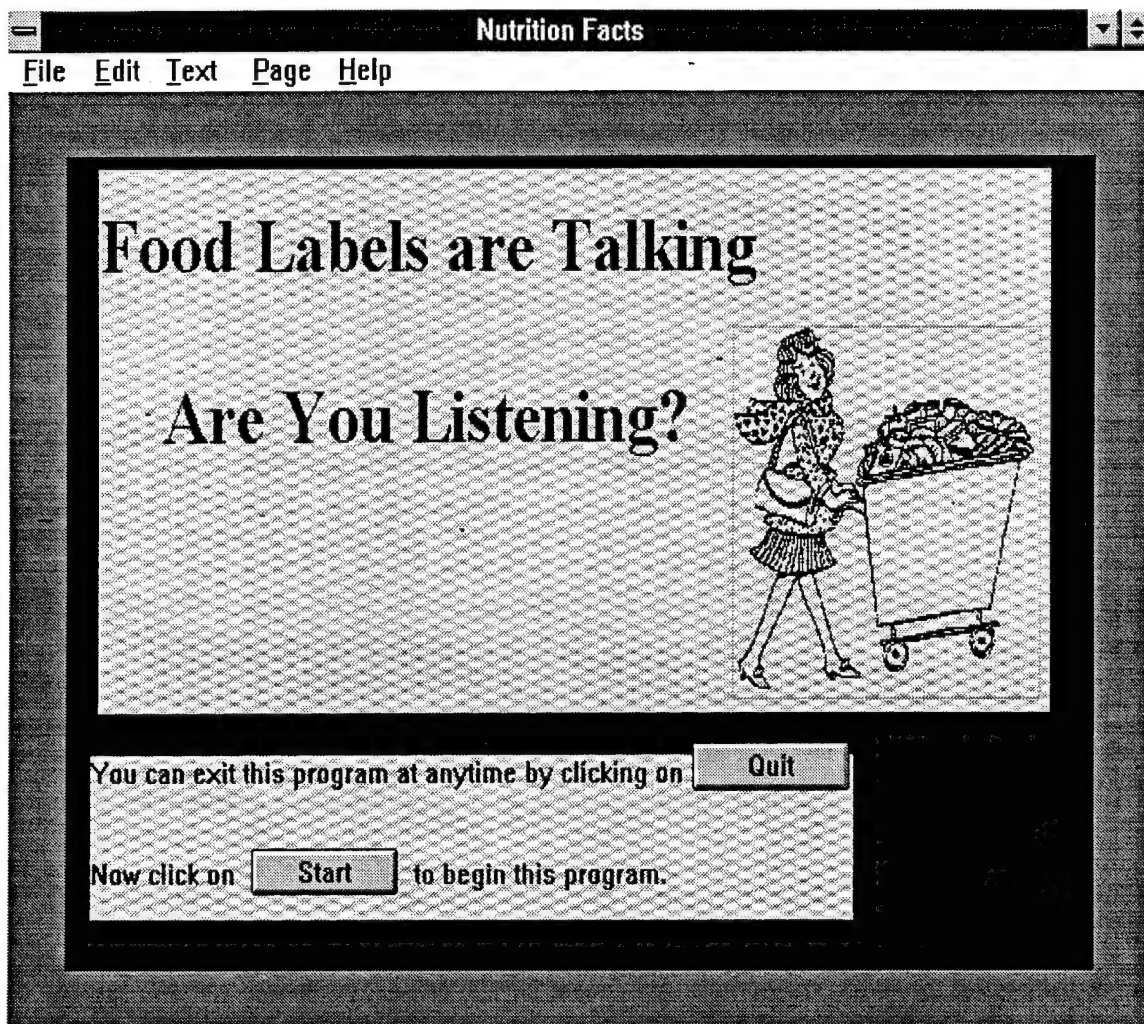 Nutrition Facts
File Edit Text Page Help
Food Labels are Talking
Are You Listening?
You can exit this program at anytime by clicking on Quit
Now click on Start to begin this program.